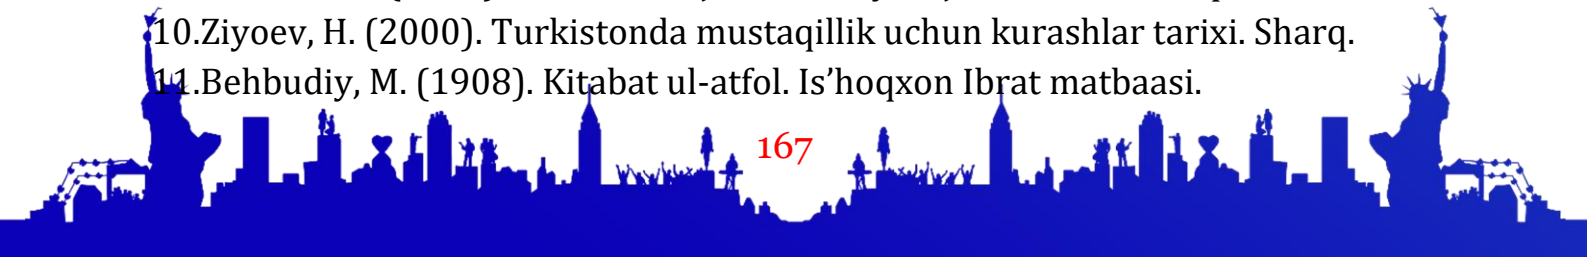 10.Ziyoev, H. (2000). Turkistonda mustaqillik uchun kurashlar tarixi. Sharq.
11.Behbudiy, M. (1908). Kitabat ul-atfol. Is’hoqxon Ibrat matbaasi.
167